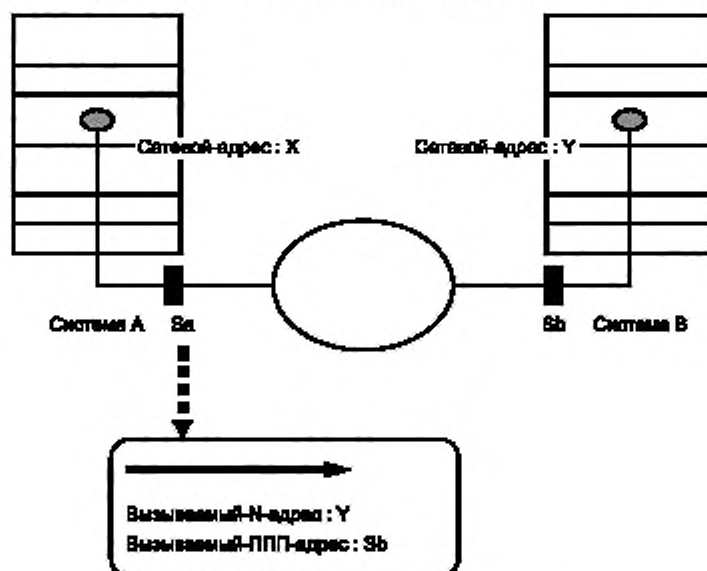 Сетевой-адрес : X
Сетевой-адрес : Y
Система А
Sa
Sb
Система В
Вызываемый-N-адрес : Y
Вызываемый-ППП-адрес : Sb